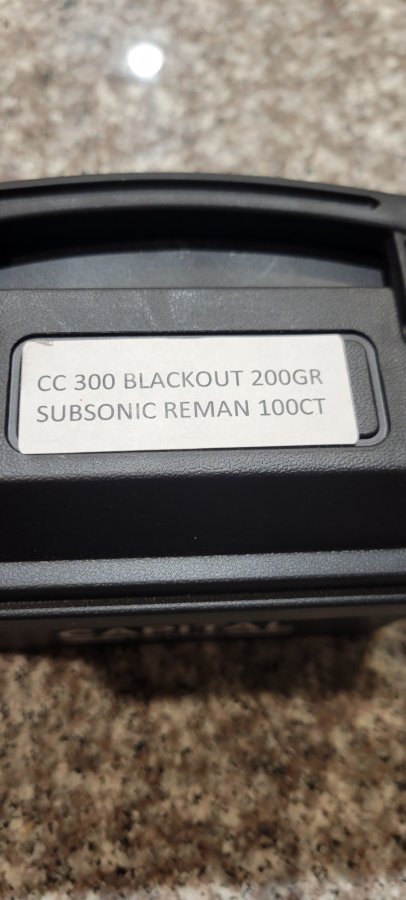 CC 300 BLACKOUT 200GR
SUBSONIC REMAN 100CT